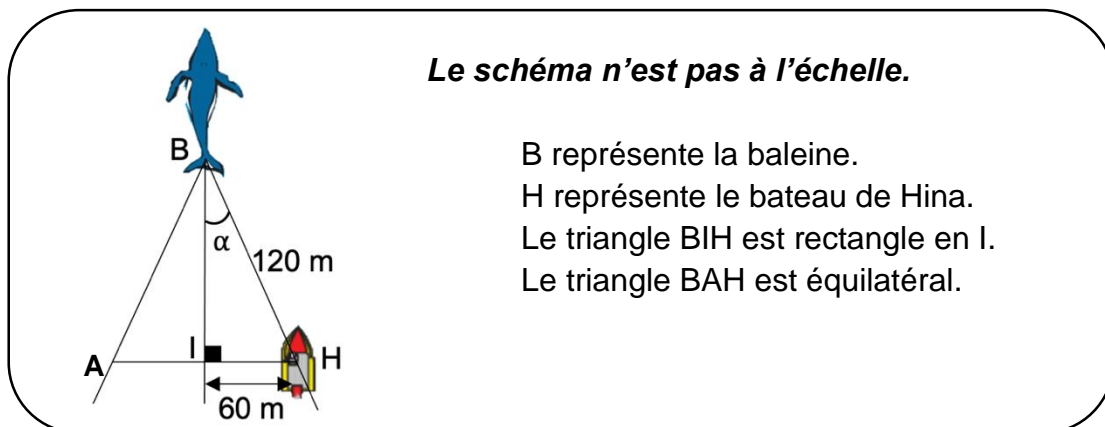 Le schéma n’est pas à l’échelle.
B représente la baleine.
H représente le bateau de Hina.
Le triangle BIH est rectangle en I.
Le triangle BAH est équilatéral.
B
α
120 m
A
I
H
60 m